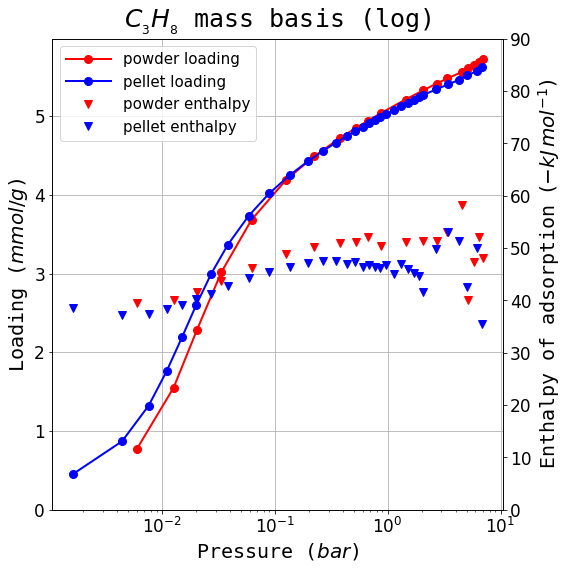 C₃H₈ mass basis (log)
powder loading
pellet loading
powder enthalpy
pellet enthalpy
Loading (mmol/g)
0
1
2
3
4
5
Enthalpy of adsorption (−kJ mol⁻¹)
0
10
20
30
40
50
60
70
80
90
10⁻²
10⁻¹
10⁰
10¹
Pressure (bar)